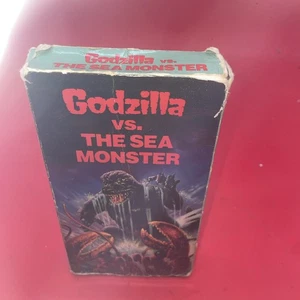 Godzilla vs.
THE SEA MONSTER
Godzilla
vs.
THE SEA
MONSTER